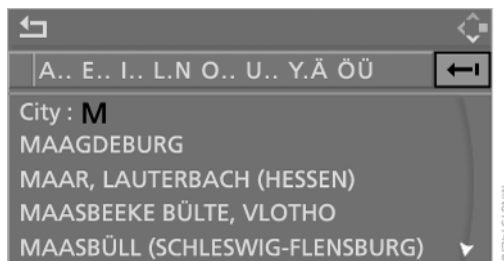 A.. E.. I.. L.N O.. U.. Y.Ä ÖÜ
City : M
MAAGDEBURG
MAAR, LAUTERBACH (HESSEN)
MAASBEEKE BÜLTE, VLOTHO
MAASBÜLL (SCHLESWIG-FLENSBURG)